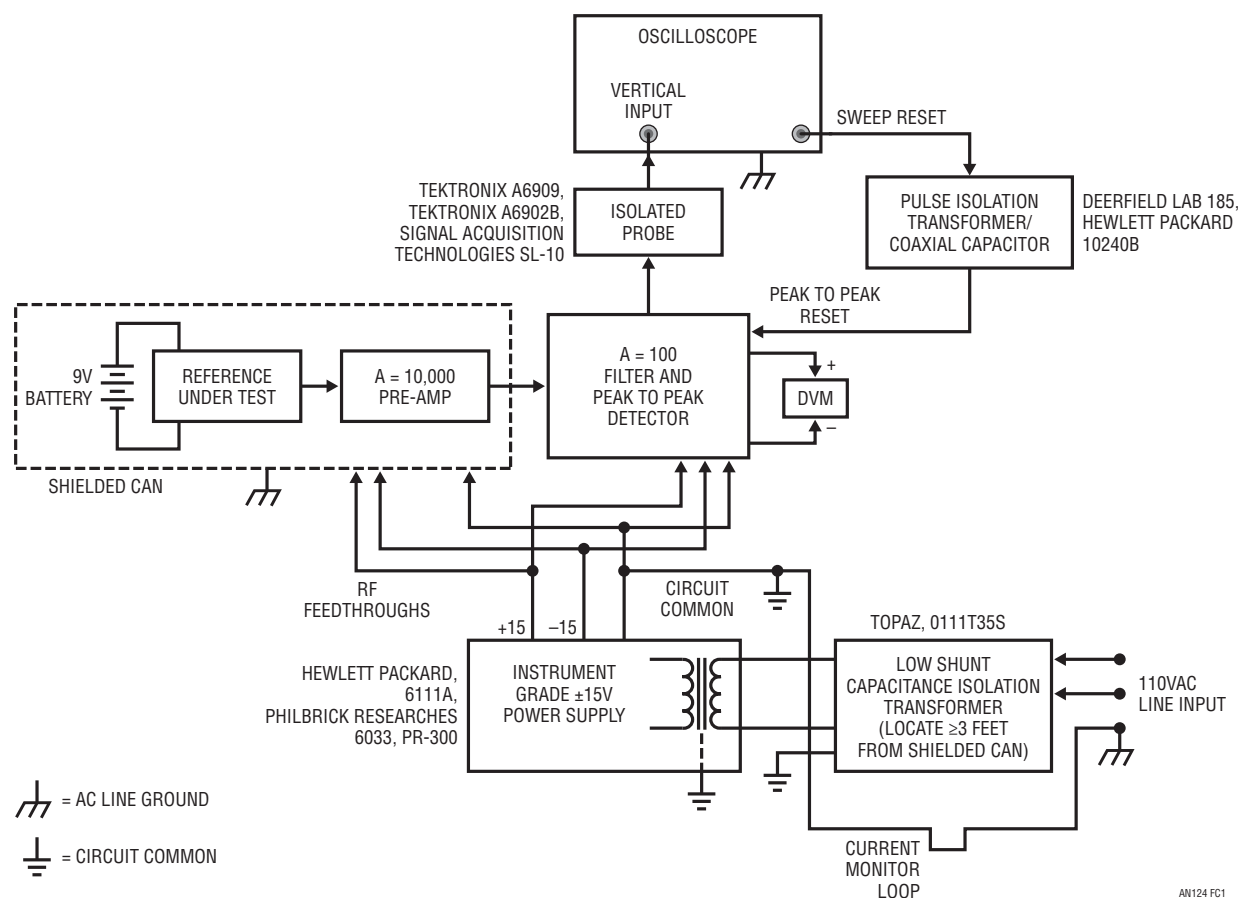 OSCILLOSCOPE
VERTICAL
INPUT
SWEEP RESET
TEKTRONIX A6909,
TEKTRONIX A6902B,
SIGNAL ACQUISITION
TECHNOLOGIES SL-10
ISOLATED
PROBE
PULSE ISOLATION
TRANSFORMER/
COAXIAL CAPACITOR
DEERFIELD LAB 185,
HEWLETT PACKARD
10240B
PEAK TO PEAK
RESET
9V
BATTERY
REFERENCE
UNDER TEST
A = 10,000
PRE-AMP
A = 100
FILTER AND
PEAK TO PEAK
DETECTOR
+
DVM
–
SHIELDED CAN
RF
FEEDTHROUGHS
CIRCUIT
COMMON
+15
–15
TOPAZ, 0111T35S
HEWLETT PACKARD,
6111A,
PHILBRICK RESEARCHES
6033, PR-300
INSTRUMENT
GRADE ±15V
POWER SUPPLY
LOW SHUNT
CAPACITANCE ISOLATION
TRANSFORMER
(LOCATE ≥3 FEET
FROM SHIELDED CAN)
110VAC
LINE INPUT
= AC LINE GROUND
= CIRCUIT COMMON
CURRENT
MONITOR
LOOP
AN124 FC1